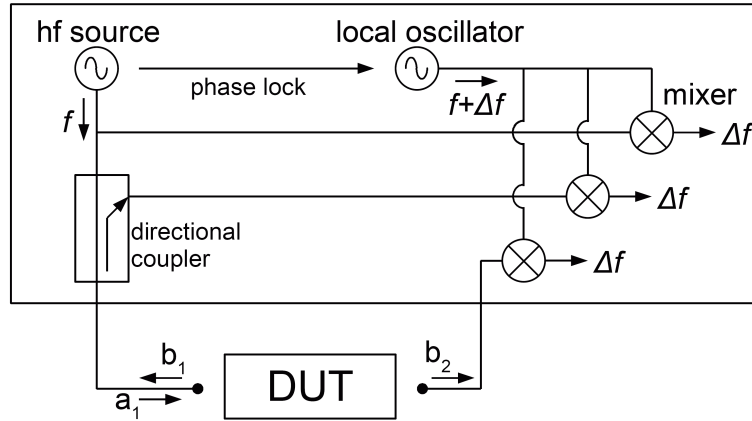 hf source
local oscillator
phase lock
f
f+Δf
mixer
Δf
Δf
directional
coupler
Δf
b1
a1
DUT
b2